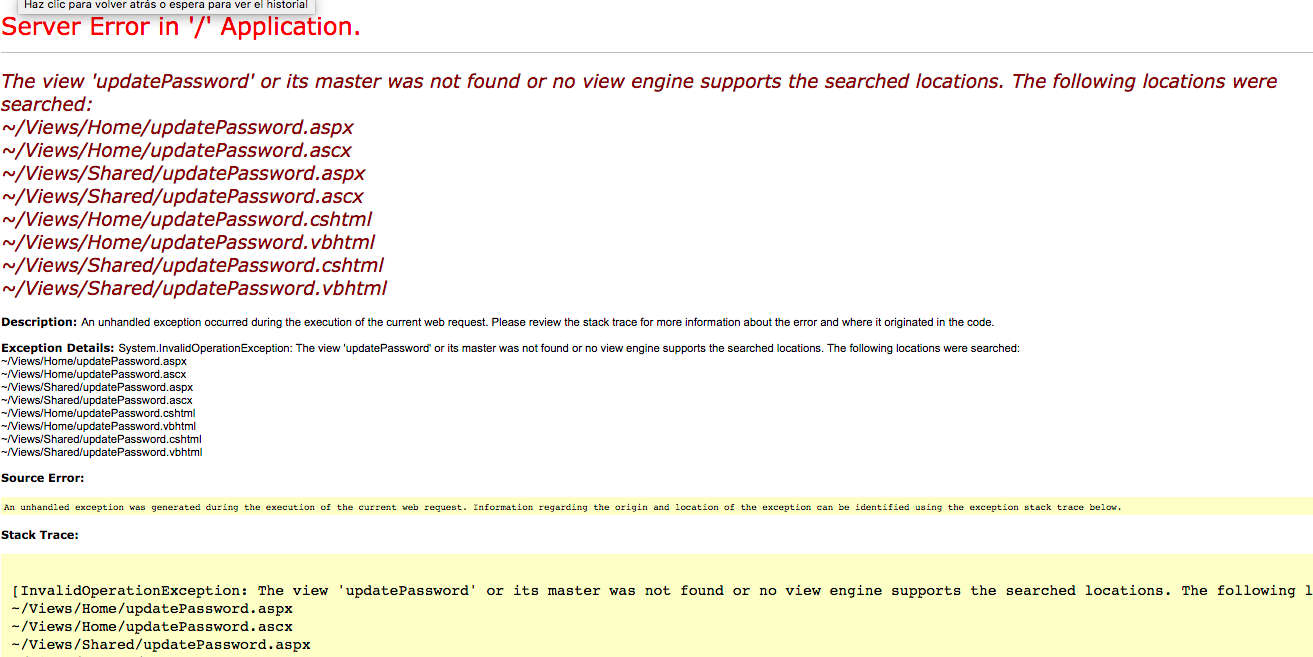 Haz clic para volver atrás o espera para ver el historial
Server Error in '/' Application.
The view 'updatePassword' or its master was not found or no view engine supports the searched locations. The following locations were
searched:
~/Views/Home/updatePassword.aspx
~/Views/Home/updatePassword.ascx
~/Views/Shared/updatePassword.aspx
~/Views/Shared/updatePassword.ascx
~/Views/Home/updatePassword.cshtml
~/Views/Home/updatePassword.vbhtml
~/Views/Shared/updatePassword.cshtml
~/Views/Shared/updatePassword.vbhtml
Description: An unhandled exception occurred during the execution of the current web request. Please review the stack trace for more information about the error and where it originated in the code.
Exception Details: System.InvalidOperationException: The view 'updatePassword' or its master was not found or no view engine supports the searched locations. The following locations were searched:
~/Views/Home/updatePassword.aspx
~/Views/Home/updatePassword.ascx
~/Views/Shared/updatePassword.aspx
~/Views/Shared/updatePassword.ascx
~/Views/Home/updatePassword.cshtml
~/Views/Home/updatePassword.vbhtml
~/Views/Shared/updatePassword.cshtml
~/Views/Shared/updatePassword.vbhtml
Source Error:
An unhandled exception was generated during the execution of the current web request. Information regarding the origin and location of the exception can be identified using the exception stack trace below.
Stack Trace:
[InvalidOperationException: The view 'updatePassword' or its master was not found or no view engine supports the searched locations. The following
~/Views/Home/updatePassword.aspx
~/Views/Home/updatePassword.ascx
~/Views/Shared/updatePassword.aspx